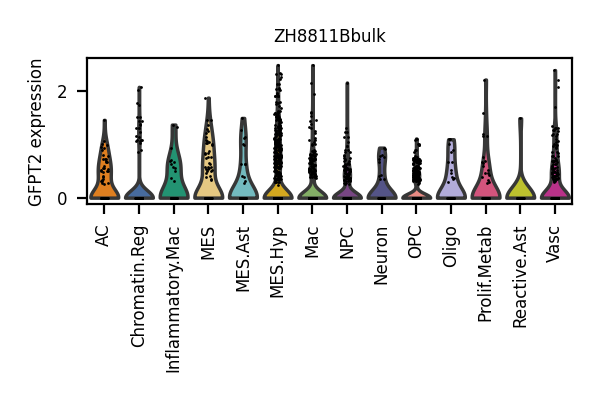 ZH8811Bbulk
GFPT2 expression
2
0
AC
Chromatin.Reg
Inflammatory.Mac
MES
MES.Ast
MES.Hyp
Mac
NPC
Neuron
OPC
Oligo
Prolif.Metab
Reactive.Ast
Vasc